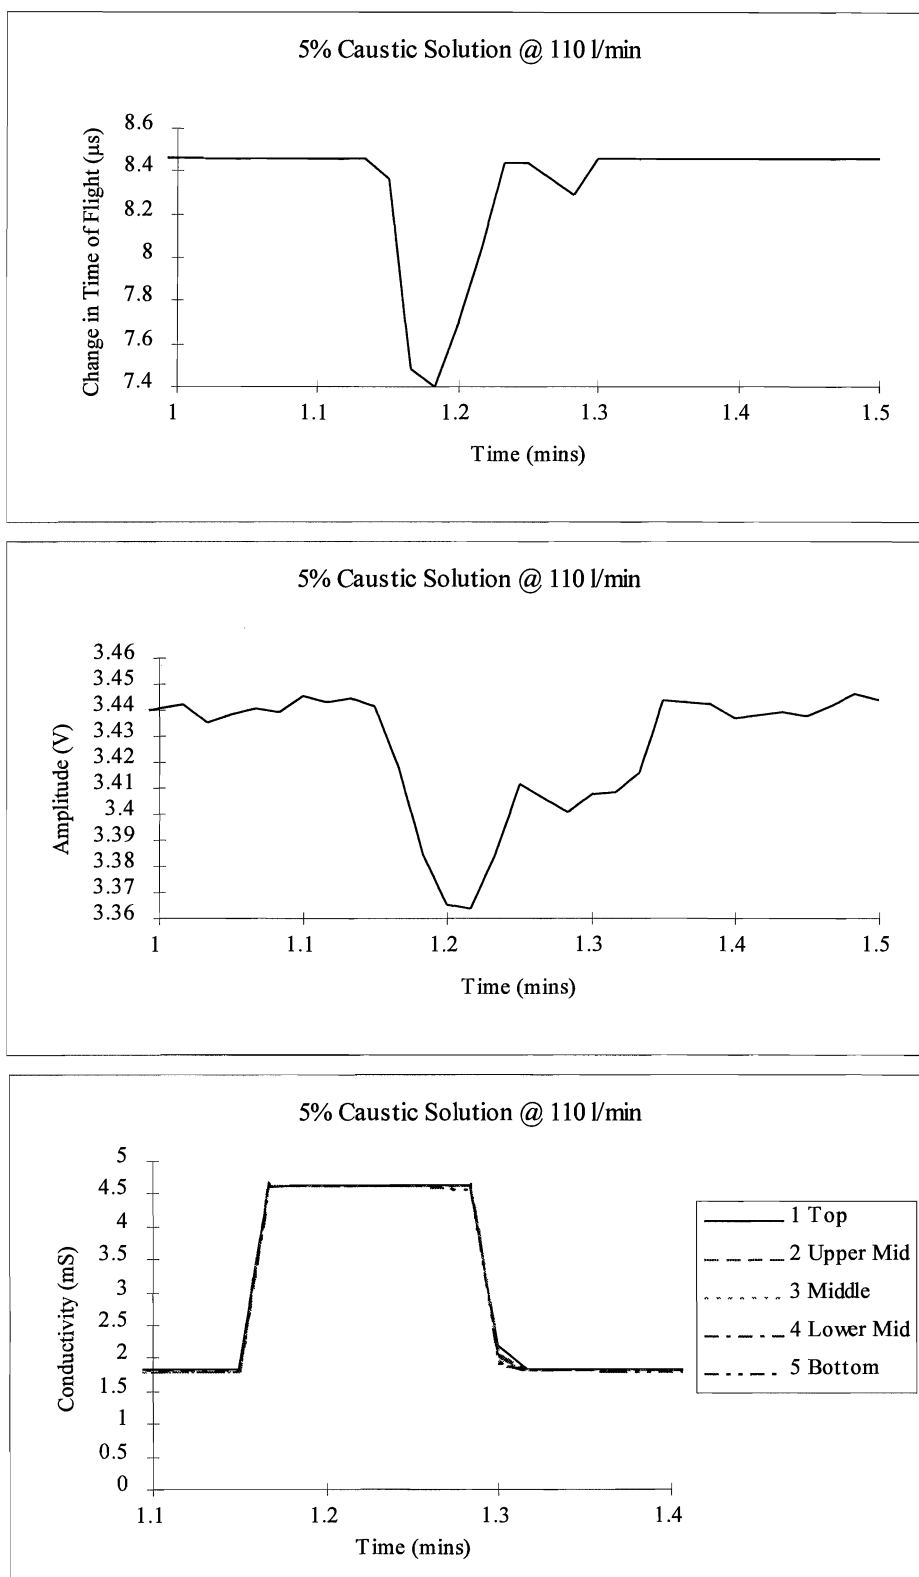 5% Caustic Solution @ 110 l/min
Change in Time of Flight (µs)
8.6
8.4
8.2
8
7.8
7.6
7.4
1 1.1 1.2 1.3 1.4 1.5
Time (mins)
5% Caustic Solution @ 110 l/min
Amplitude (V)
3.46
3.45
3.44
3.43
3.42
3.41
3.4
3.39
3.38
3.37
3.36
1 1.1 1.2 1.3 1.4 1.5
Time (mins)
5% Caustic Solution @ 110 l/min
Conductivity (mS)
5
4.5
4
3.5
3
2.5
2
1.5
1
0.5
0
1.1 1.2 1.3 1.4
Time (mins)
1 Top
2 Upper Mid
3 Middle
4 Lower Mid
5 Bottom